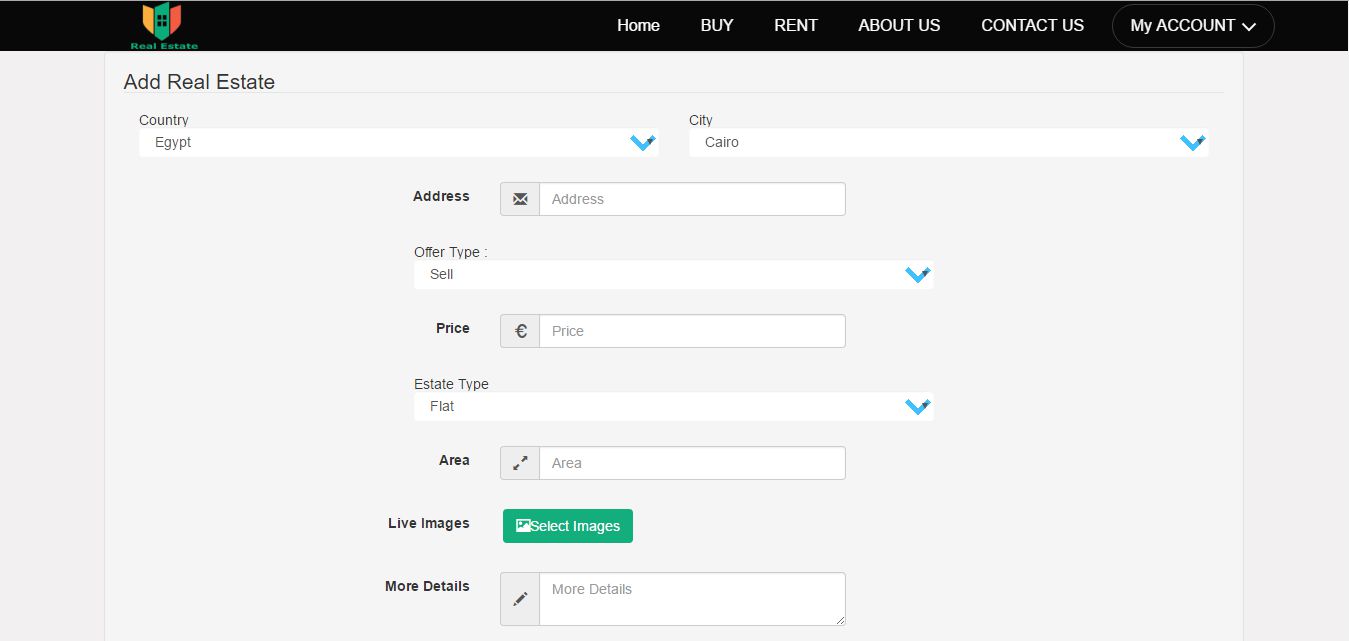 Real Estate
Home BUY RENT ABOUT US CONTACT US My ACCOUNT
Add Real Estate
Country City
Egypt Cairo
Address Address
Offer Type :
Sell
Price € Price
Estate Type
Flat
Area Area
Live Images Select Images
More Details More Details